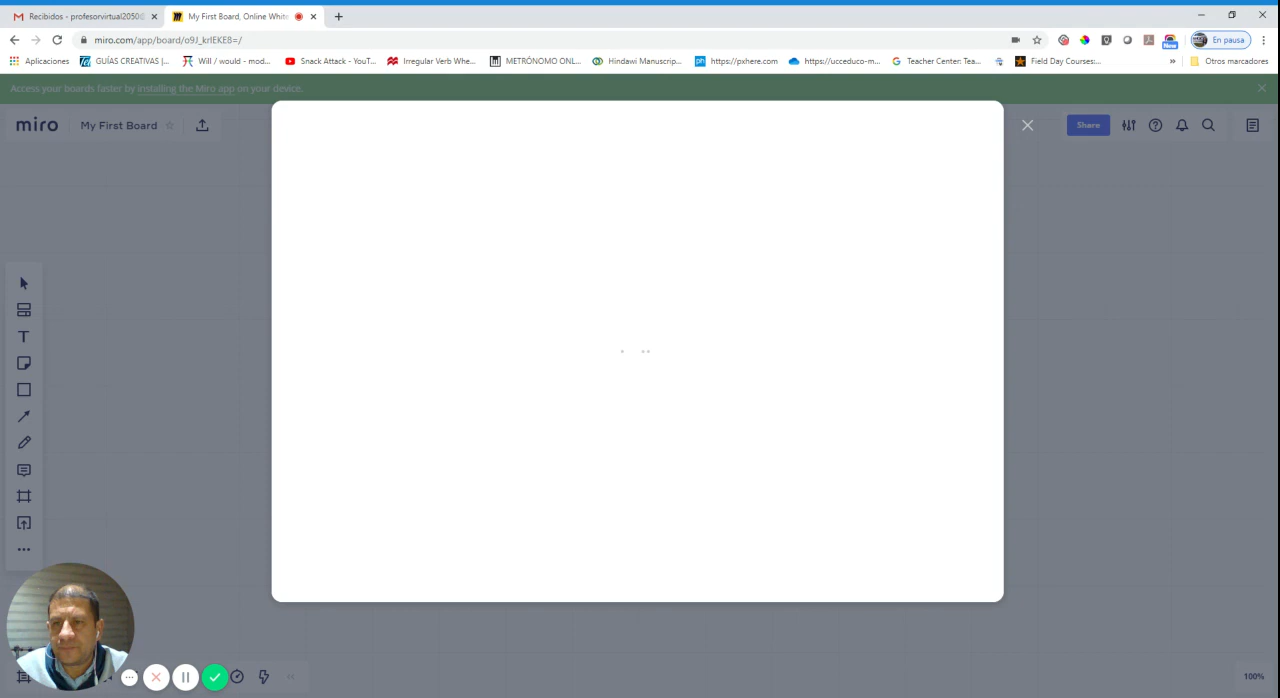 Recibidos - profesorvirtual2050@
My First Board, Online White
miro.com/app/board/o9J_krIEKE8=/
New
En pausa
Aplicaciones
GUÍAS CREATIVAS |...
Will / would - mod...
Snack Attack - YouT...
Irregular Verb Whe...
METRÓNOMO ONL...
Hindawi Manuscrip...
ph
https://pxhere.com
https://ucceduco-m...
Teacher Center: Tea...
Field Day Courses:...
»
Otros marcadores
Access your boards faster by installing the Miro app on your device.
miro
My First Board
Share
100%